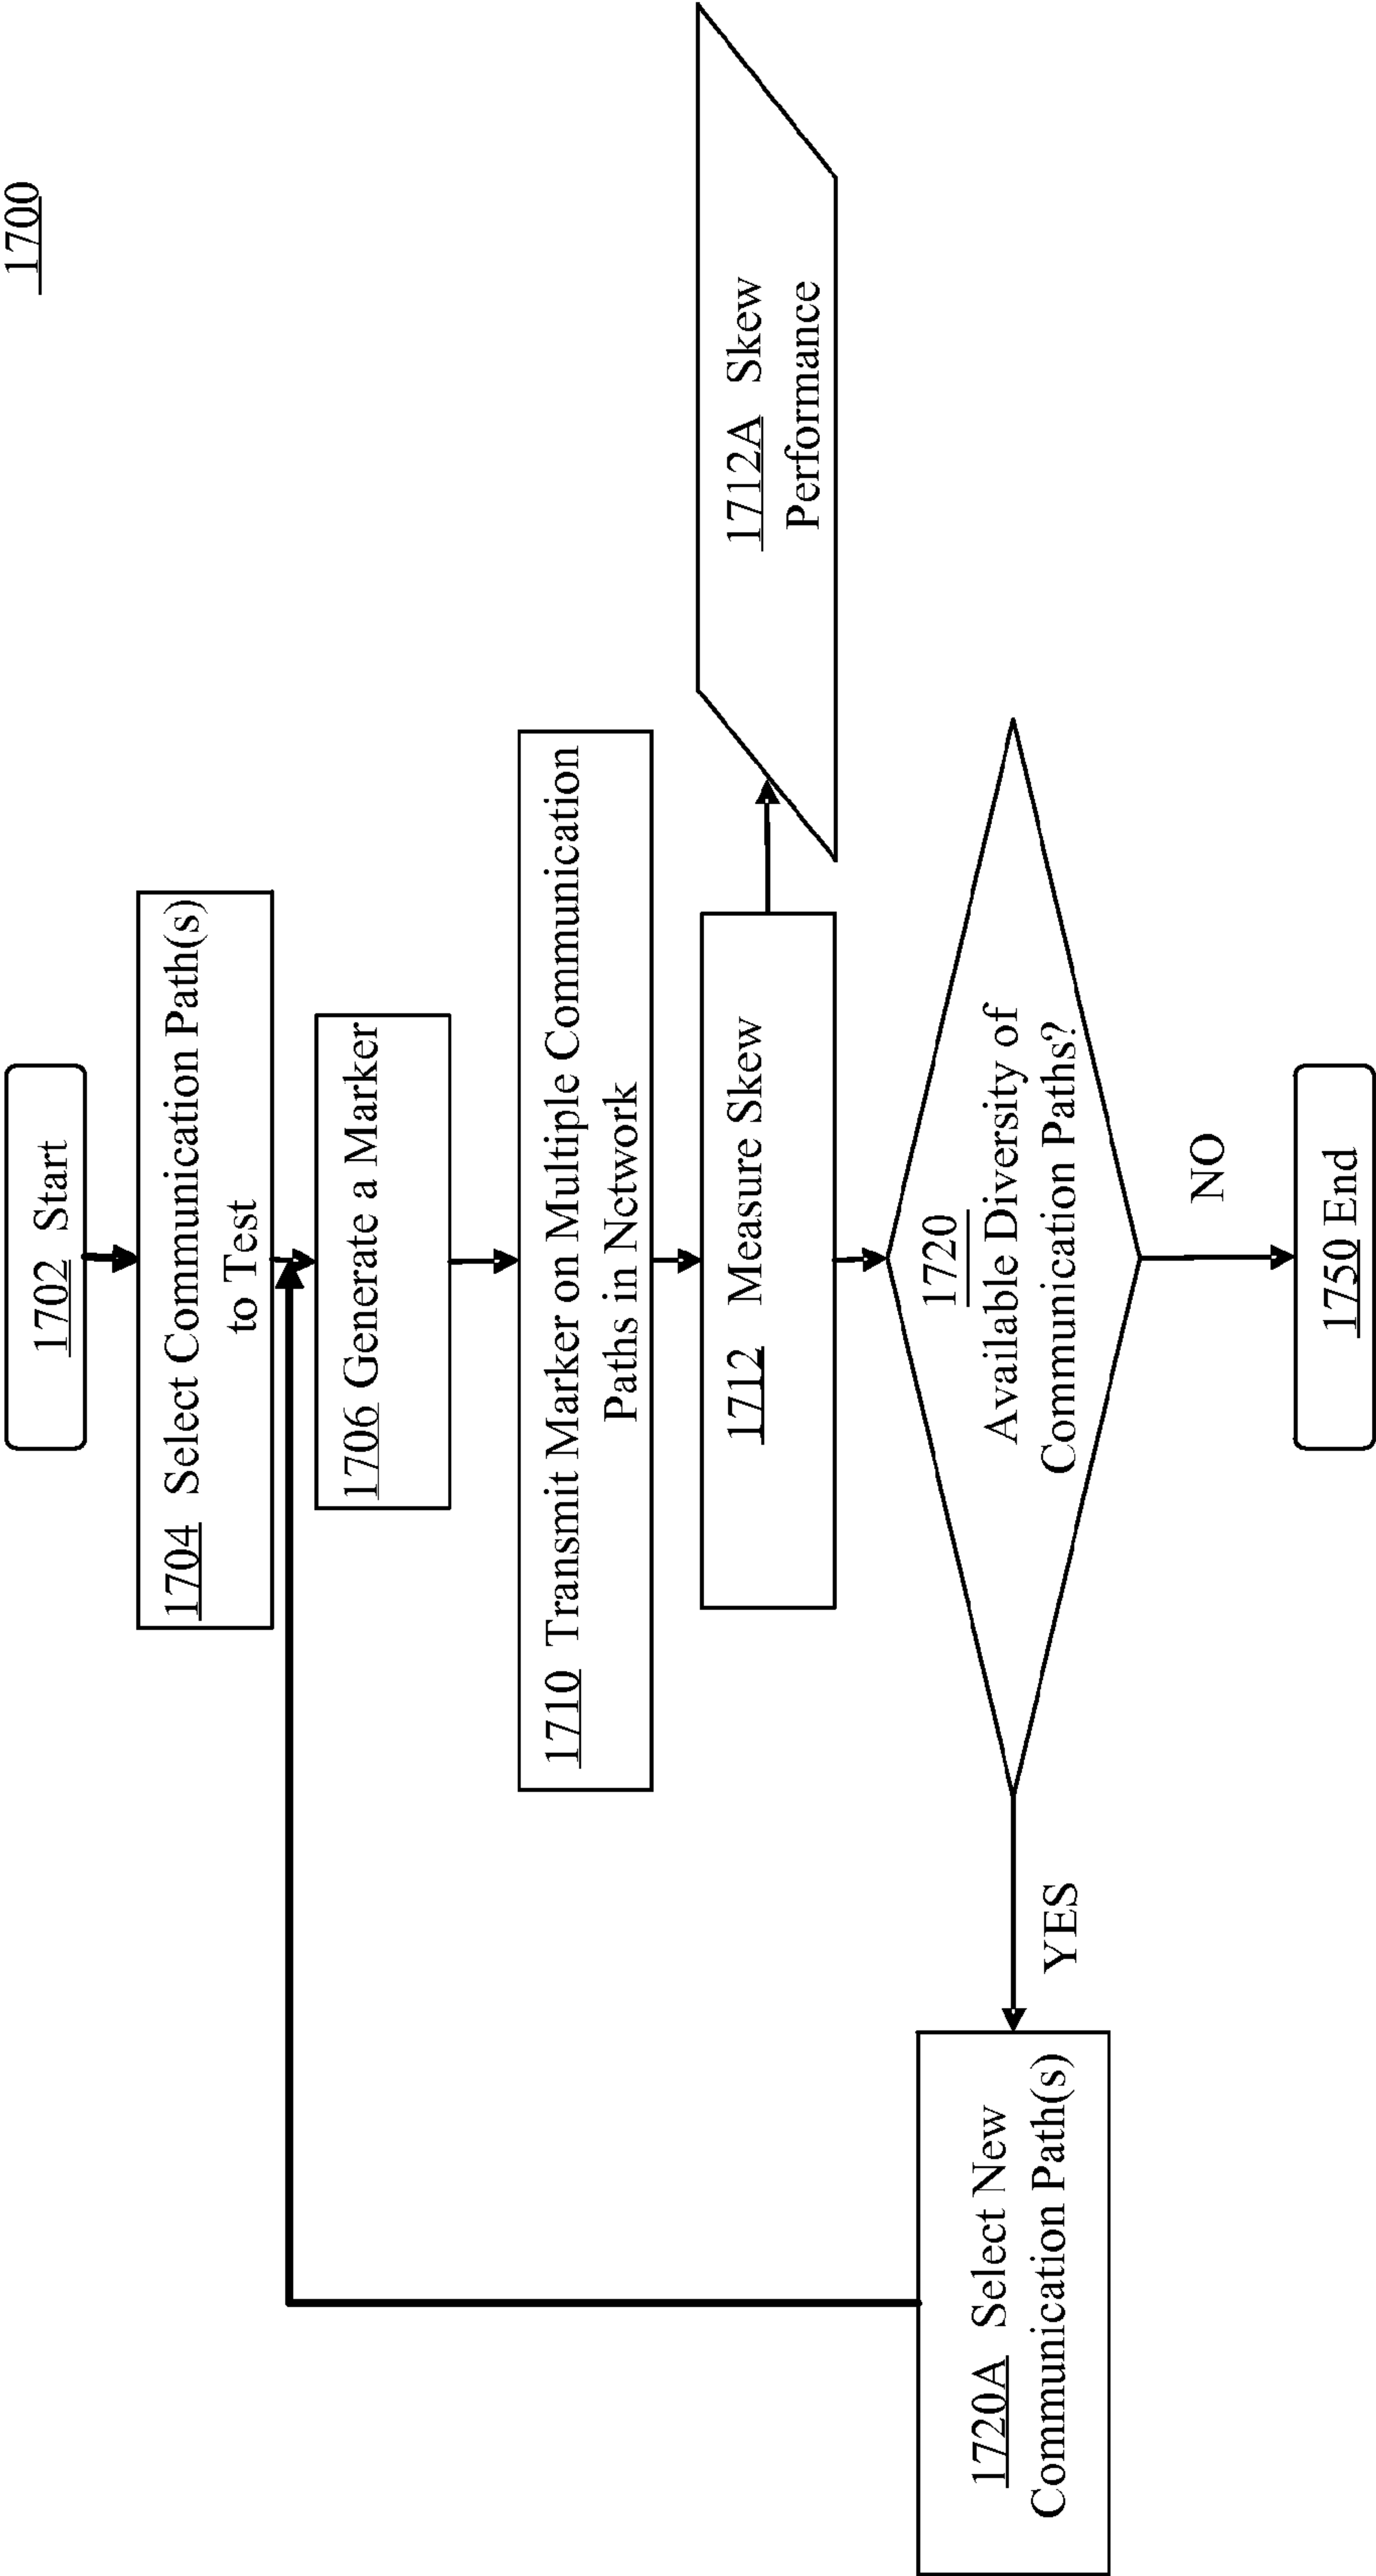 1700
1702 Start
1704 Select Communication Path(s)
to Test
1706 Generate a Marker
1710 Transmit Marker on Multiple Communication
Paths in Network
1712 Measure Skew
1712A Skew
Performance
1720
Available Diversity of
Communication Paths?
YES
NO
1720A Select New
Communication Path(s)
1750 End